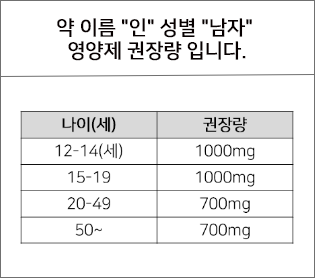 약 이름 "인" 성별 "남자"
영양제 권장량 입니다.
나이(세) 권장량
12-14(세) 1000mg
15-19 1000mg
20-49 700mg
50~ 700mg